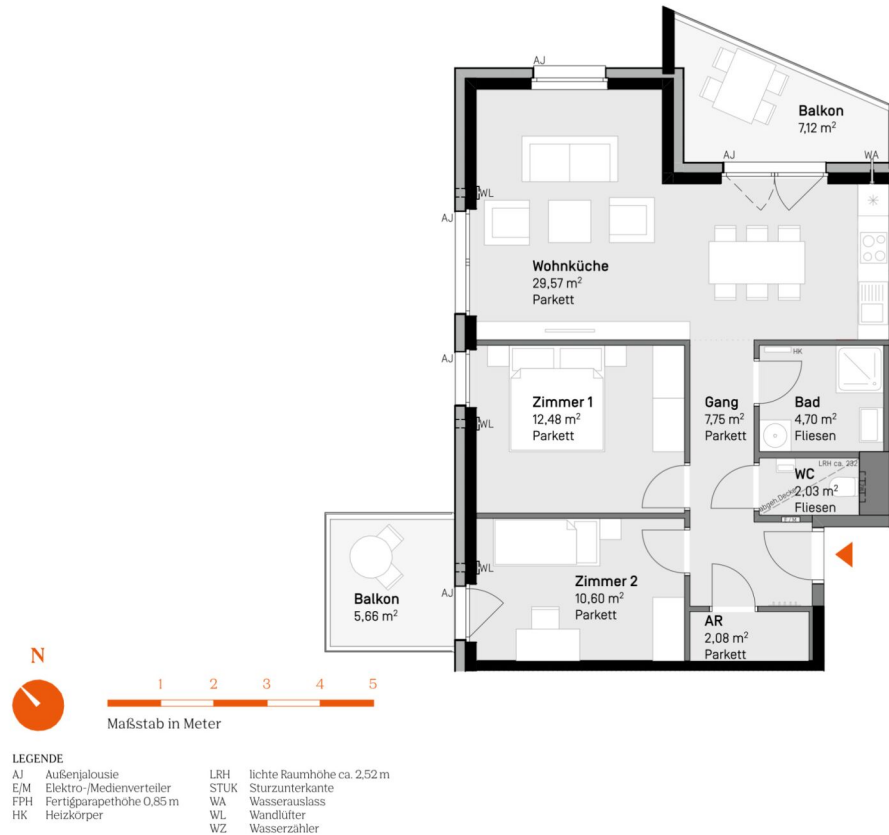 AJ
Balkon
7,12 m²
AJ
WA
WL
AJ
Wohnküche
29,57 m²
Parkett
AJ
HK
Zimmer 1
12,48 m²
Parkett
Gang
7,75 m²
Parkett
Bad
4,70 m²
Fliesen
WL
LRH ca. 222
WC
2,03 m²
Fliesen
abgeh. Decke
E/M
WL
Zimmer 2
10,60 m²
Parkett
AJ
Balkon
5,66 m²
AR
2,08 m²
Parkett
N
1 2 3 4 5
Maßstab in Meter
LEGENDE
AJ Außenjalousie
E/M Elektro-/Medienverteiler
FPH Fertigparapethöhe 0,85 m
HK Heizkörper
LRH lichte Raumhöhe ca. 2,52 m
STUK Sturzunterkante
WA Wasserauslass
WL Wandlüfter
WZ Wasserzähler